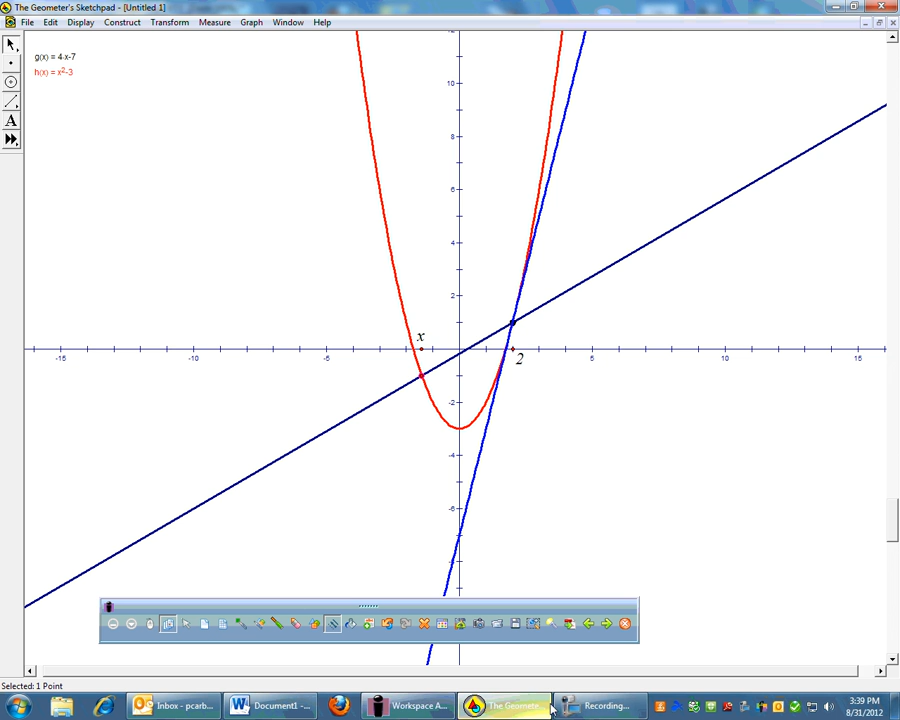 The Geometer's Sketchpad - [Untitled 1]
File Edit Display Construct Transform Measure Graph Window Help
g(x) = 4·x-7
h(x) = x²-3
A
12
10
8
6
4
2
x
-15 -10 -5 5 10 15
2
-2
-4
-6
-8
Selected: 1 Point
Inbox - pcarb... Document1 -... Workspace A... The Geomete... Recording...
3:39 PM
8/31/2012